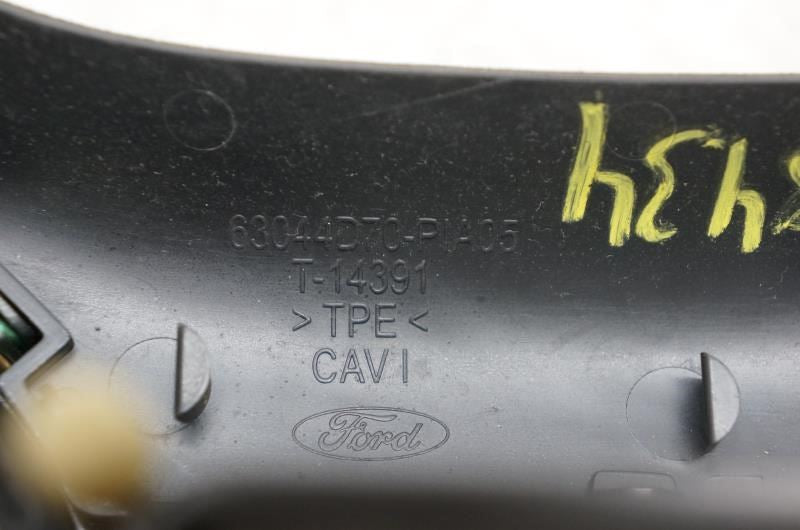 63044D70-PIA05
T-14391
> TPE <
CAV I
Ford